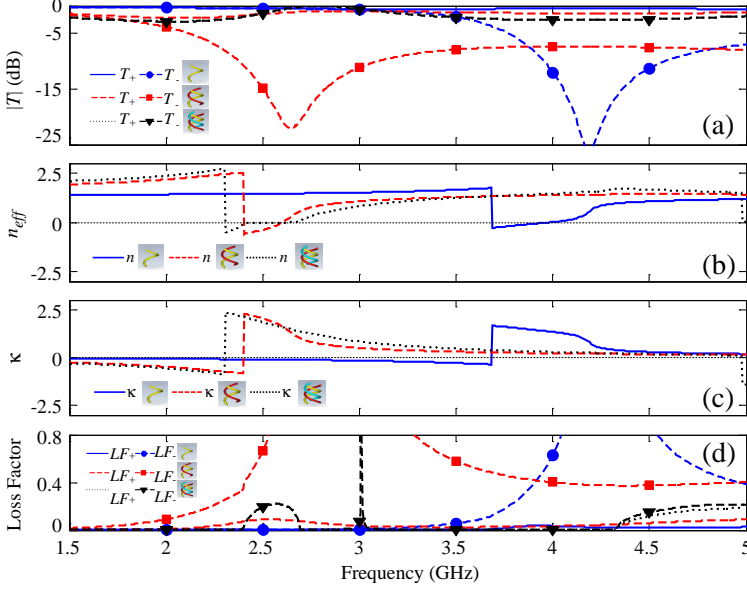 0
-5
-15
-25
|T| (dB)
T+ T-
T+ T-
T+ T-
(a)
2.5
0
-2.5
neff
n n n
(b)
2.5
0
-2.5
κ
κ κ κ
(c)
0.8
0.4
0
Loss Factor
LF+ LF-
LF+ LF-
LF+ LF-
(d)
1.5 2 2.5 3 3.5 4 4.5 5
Frequency (GHz)